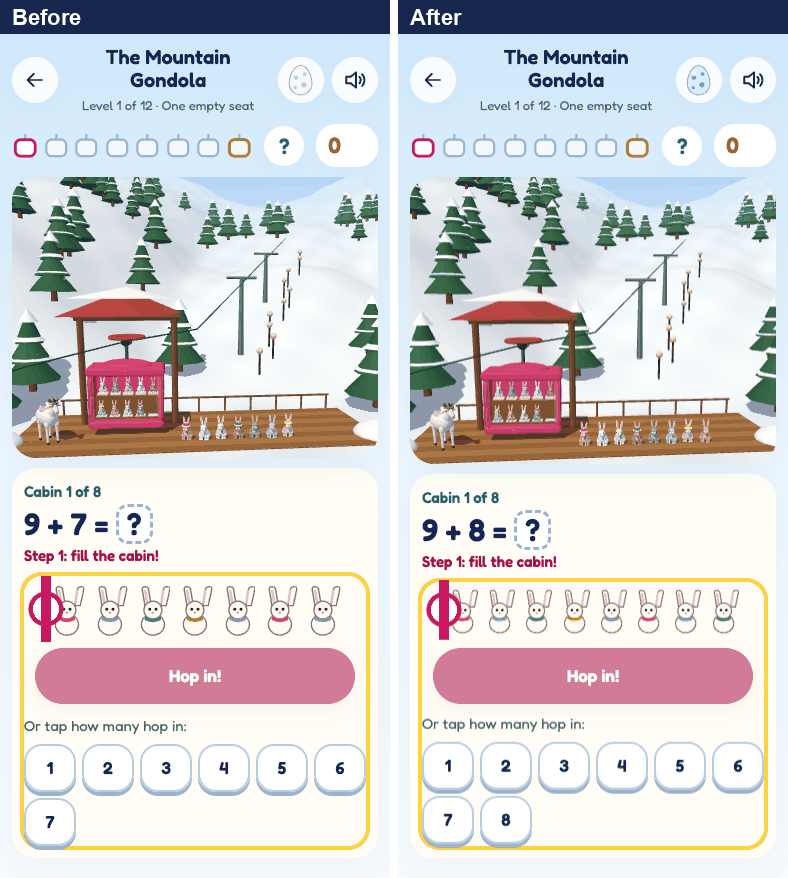 Before
The Mountain
Gondola
Level 1 of 12 · One empty seat
?
0
Cabin 1 of 8
9 + 7 = ?
Step 1: fill the cabin!
Hop in!
Or tap how many hop in:
1 2 3 4 5 6
7
After
The Mountain
Gondola
Level 1 of 12 · One empty seat
?
0
Cabin 1 of 8
9 + 8 = ?
Step 1: fill the cabin!
Hop in!
Or tap how many hop in:
1 2 3 4 5 6
7 8